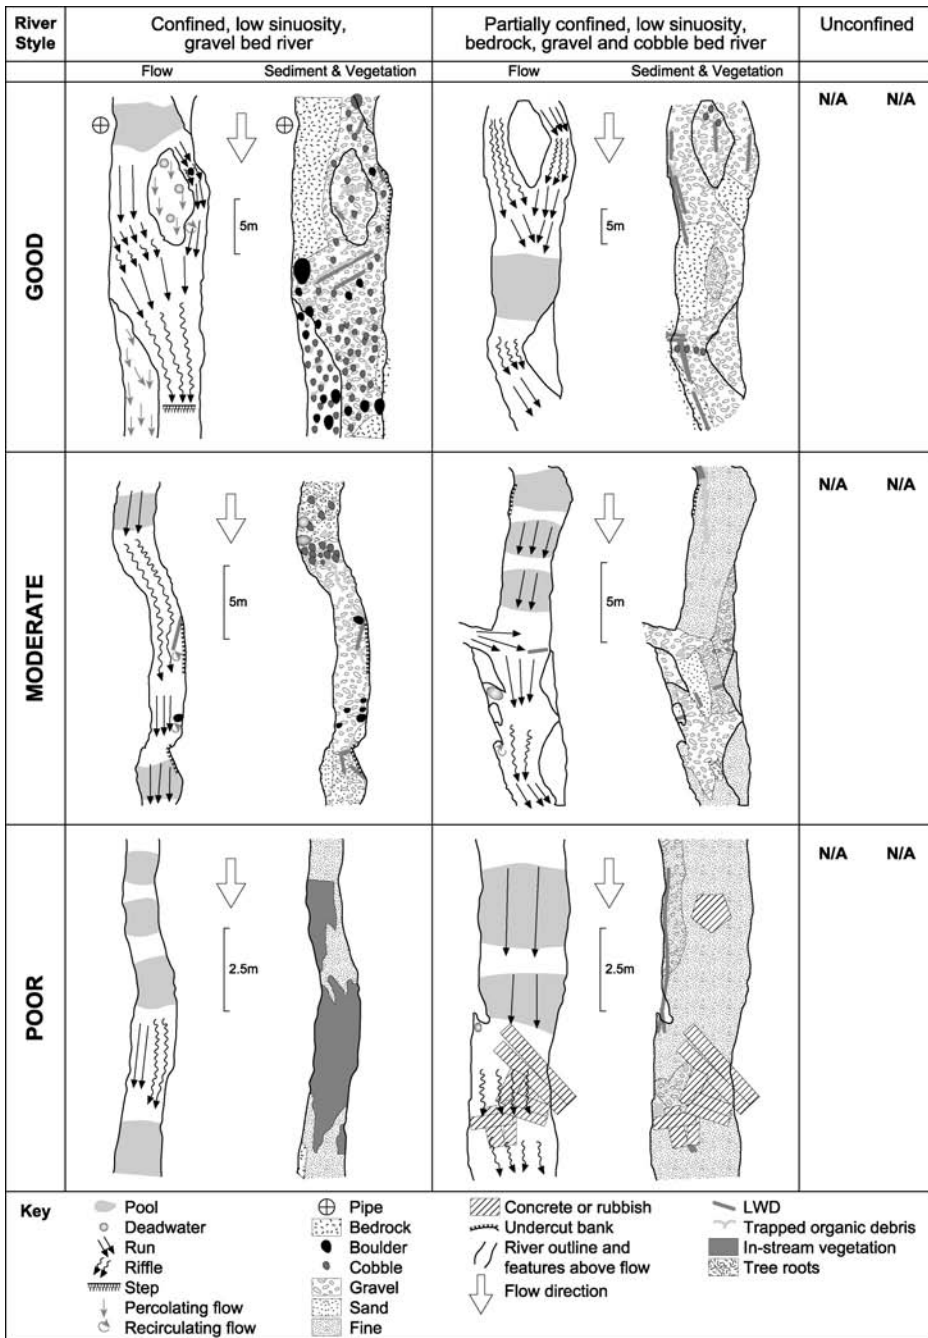 River Style
Confined, low sinuosity, gravel bed river
Partially confined, low sinuosity, bedrock, gravel and cobble bed river
Unconfined
Flow
Sediment & Vegetation
Flow
Sediment & Vegetation
GOOD
5m
5m
N/A N/A
MODERATE
5m
5m
N/A N/A
POOR
2.5m
2.5m
N/A N/A
Key
Pool
Deadwater
Run
Riffle
Step
Percolating flow
Recirculating flow
Pipe
Bedrock
Boulder
Cobble
Gravel
Sand
Fine
Concrete or rubbish
Undercut bank
River outline and
features above flow
Flow direction
LWD
Trapped organic debris
In-stream vegetation
Tree roots